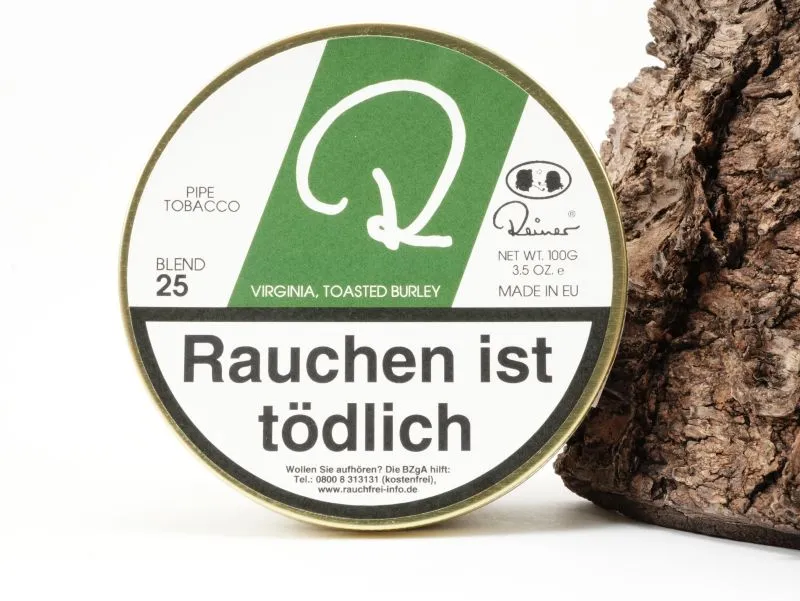 R
PIPE
TOBACCO
BLEND
25
VIRGINIA, TOASTED BURLEY
Reiner®
NET WT. 100G
3.5 OZ. e
MADE IN EU
Rauchen ist
tödlich
Wollen Sie aufhören? Die BZgA hilft:
Tel.: 0800 8 313131 (kostenfrei),
www.rauchfrei-info.de